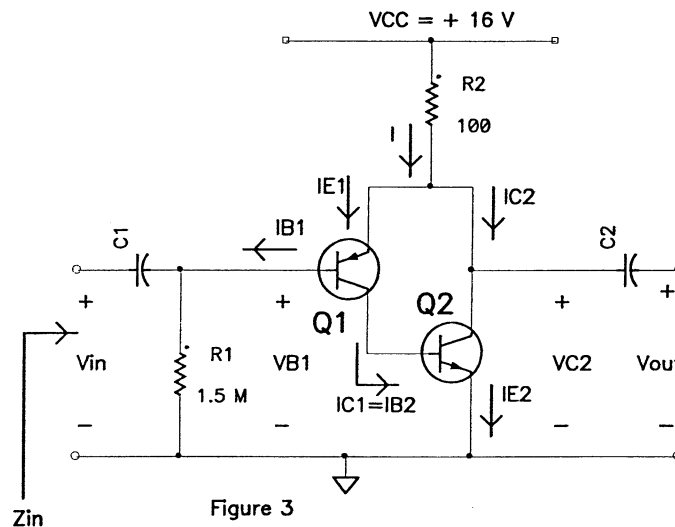 VCC = + 16 V
R2
100
I
IE1
IC2
C1
IB1
C2
Q1
Q2
+
+
+
+
Vin
R1
1.5 M
VB1
IC1=IB2
VC2
Vout
IE2
–
–
–
–
Zin
Figure 3